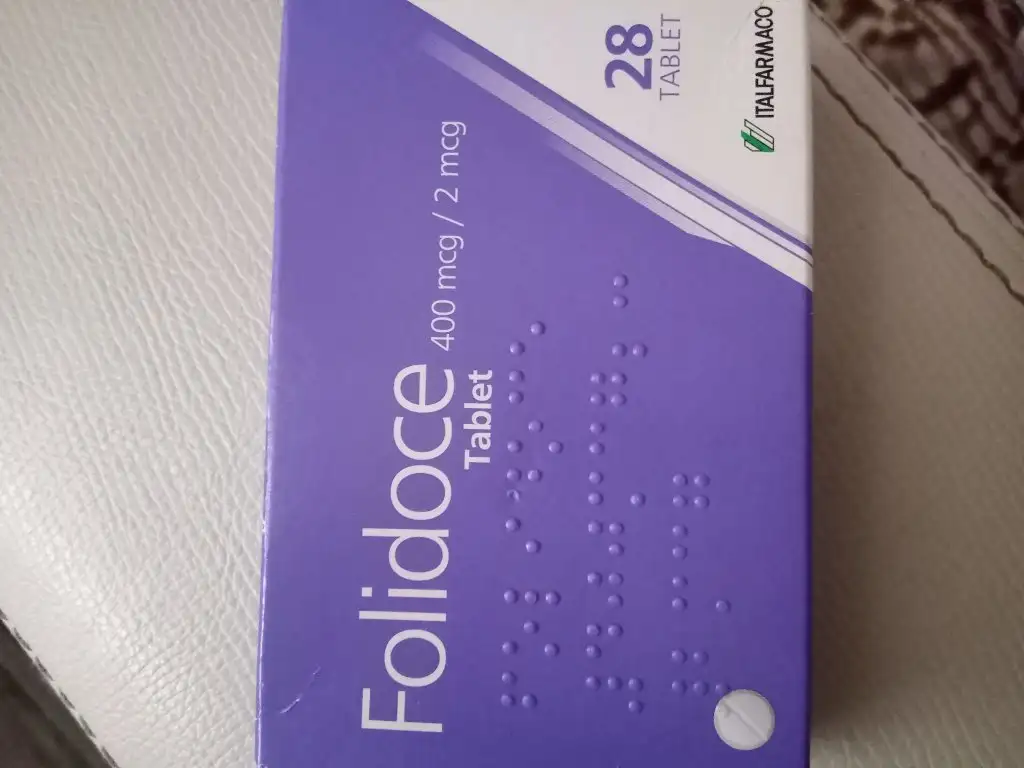 Folidoce 400 mcg / 2 mcg
Tablet
28
TABLET
ITALFARMACO